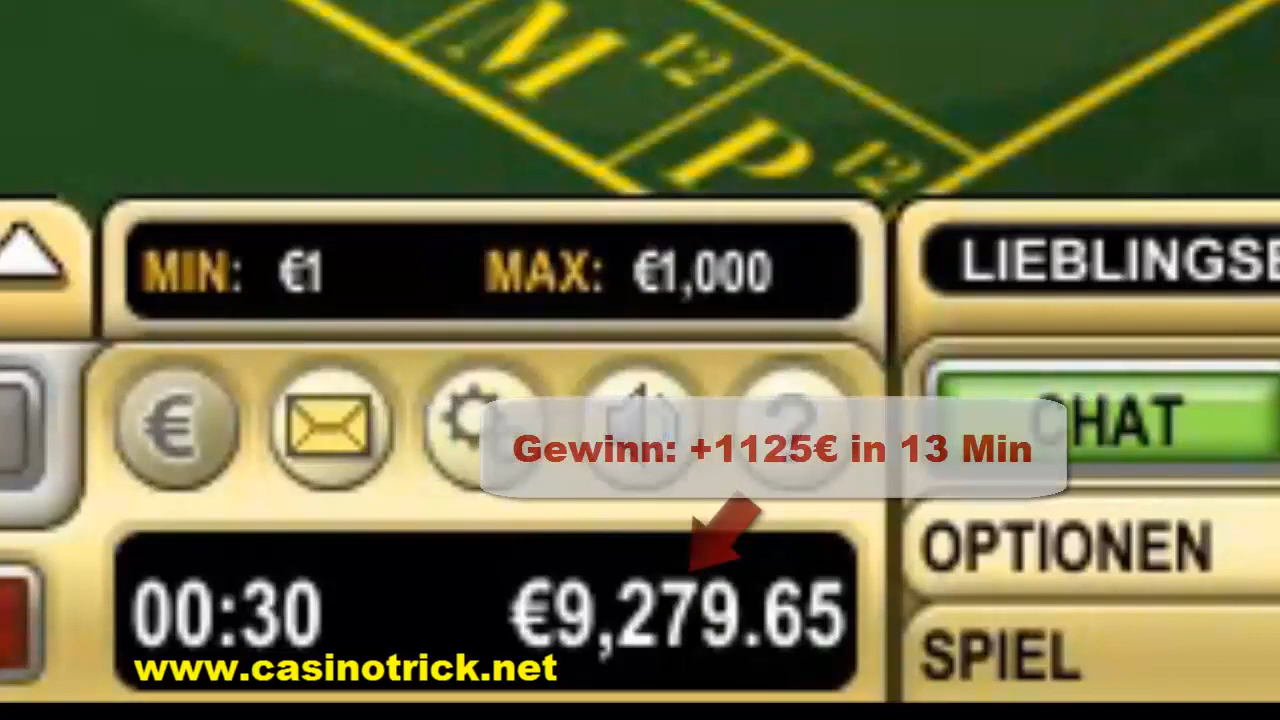 M 12
P 12
MIN: €1 MAX: €1,000
LIEBLINGSE
€
?
CHAT
Gewinn: +1125€ in 13 Min
OPTIONEN
00:30 €9,279.65
SPIEL
www.casinotrick.net